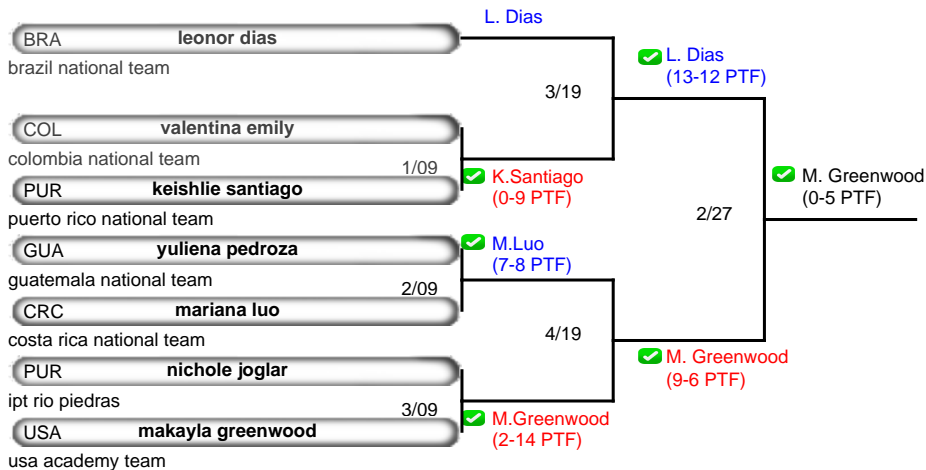 L. Dias
BRA leonor dias
brazil national team
L. Dias
(13-12 PTF)
3/19
COL valentina emily
colombia national team
1/09
K.Santiago
(0-9 PTF)
PUR keishlie santiago
puerto rico national team
M. Greenwood
(0-5 PTF)
2/27
GUA yuliena pedroza
guatemala national team
M.Luo
(7-8 PTF)
2/09
CRC mariana luo
costa rica national team
4/19
PUR nichole joglar
ipt rio piedras
M. Greenwood
(9-6 PTF)
3/09
M.Greenwood
(2-14 PTF)
USA makayla greenwood
usa academy team